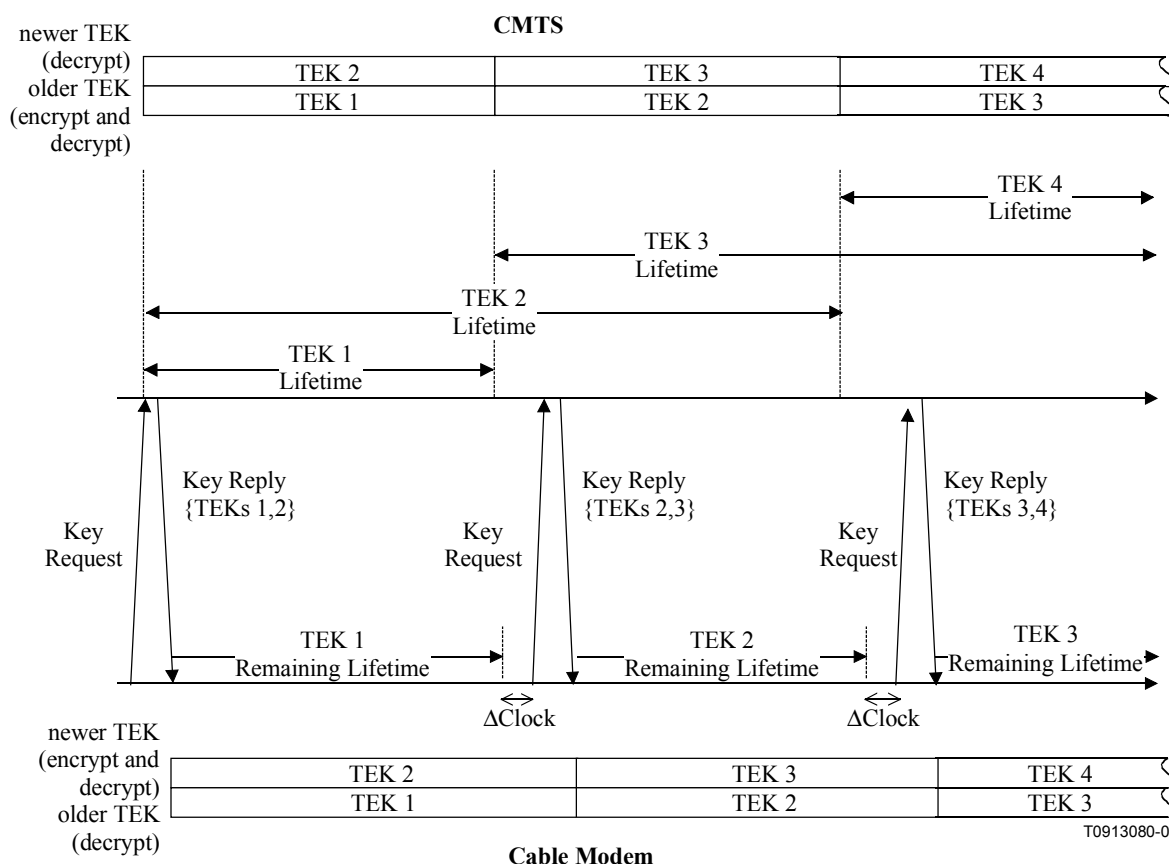 CMTS
newer TEK
(decrypt)
older TEK
(encrypt and
decrypt)
TEK 2
TEK 3
TEK 4
TEK 1
TEK 2
TEK 3
TEK 4
Lifetime
TEK 3
Lifetime
TEK 2
Lifetime
TEK 1
Lifetime
Key
Request
Key Reply
{TEKs 1,2}
Key
Request
Key Reply
{TEKs 2,3}
Key
Request
Key Reply
{TEKs 3,4}
TEK 1
Remaining Lifetime
TEK 2
Remaining Lifetime
TEK 3
Remaining Lifetime
ΔClock
ΔClock
newer TEK
(encrypt and
decrypt)
older TEK
(decrypt)
TEK 2
TEK 3
TEK 4
TEK 1
TEK 2
TEK 3
T0913080-0
Cable Modem